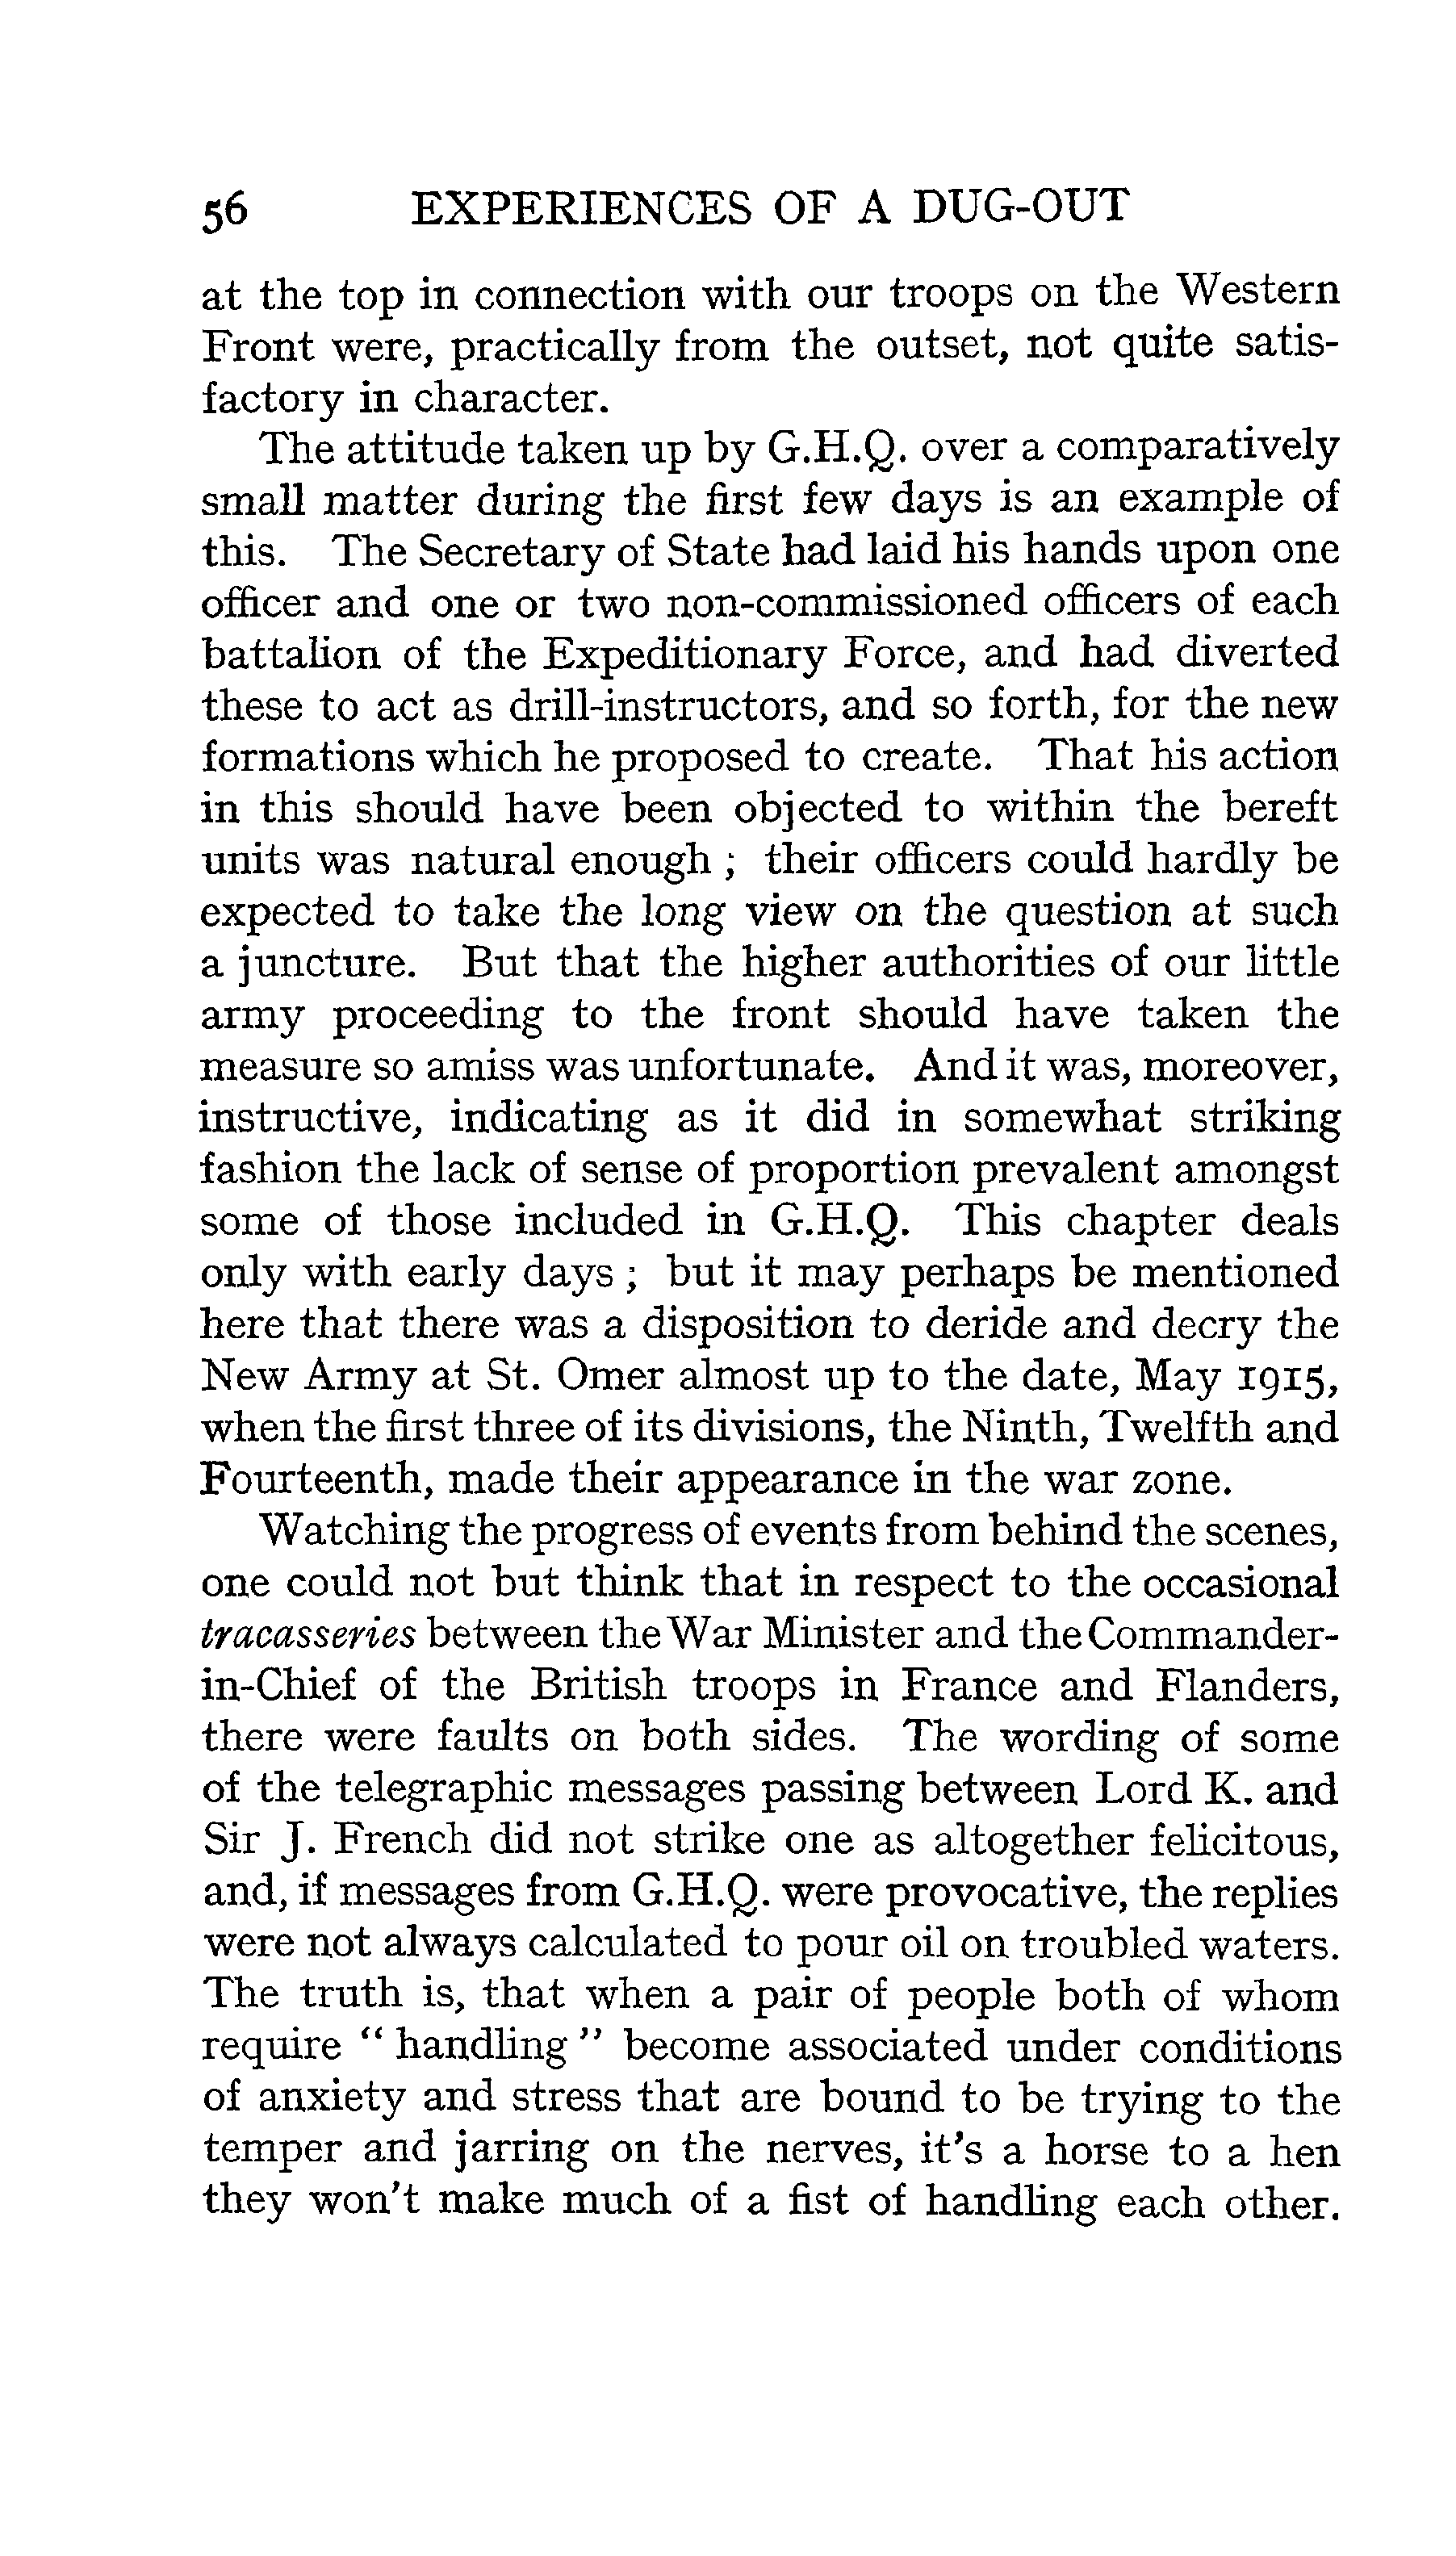 56 EXPERIENCES OF A DUG-OUT
at the top in connection with our troops on the Western
Front were, practically from the outset, not quite satis-
factory in character.
The attitude taken up by G.H.Q. over a comparatively
small matter during the first few days is an example of
this. The Secretary of State had laid his hands upon one
officer and one or two non-commissioned officers of each
battalion of the Expeditionary Force, and had diverted
these to act as drill-instructors, and so forth, for the new
formations which he proposed to create. That his action
in this should have been objected to within the bereft
units was natural enough ; their officers could hardly be
expected to take the long view on the question at such
a juncture. But that the higher authorities of our little
army proceeding to the front should have taken the
measure so amiss was unfortunate. And it was, moreover,
instructive, indicating as it did in somewhat striking
fashion the lack of sense of proportion prevalent amongst
some of those included in G.H.Q. This chapter deals
only with early days ; but it may perhaps be mentioned
here that there was a disposition to deride and decry the
New Army at St. Omer almost up to the date, May 1915,
when the first three of its divisions, the Ninth, Twelfth and
Fourteenth, made their appearance in the war zone.
Watching the progress of events from behind the scenes,
one could not but think that in respect to the occasional
tracasseries between the War Minister and the Commander-
in-Chief of the British troops in France and Flanders,
there were faults on both sides. The wording of some
of the telegraphic messages passing between Lord K. and
Sir J. French did not strike one as altogether felicitous,
and, if messages from G.H.Q. were provocative, the replies
were not always calculated to pour oil on troubled waters.
The truth is, that when a pair of people both of whom
require “ handling ” become associated under conditions
of anxiety and stress that are bound to be trying to the
temper and jarring on the nerves, it's a horse to a hen
they won't make much of a fist of handling each other.